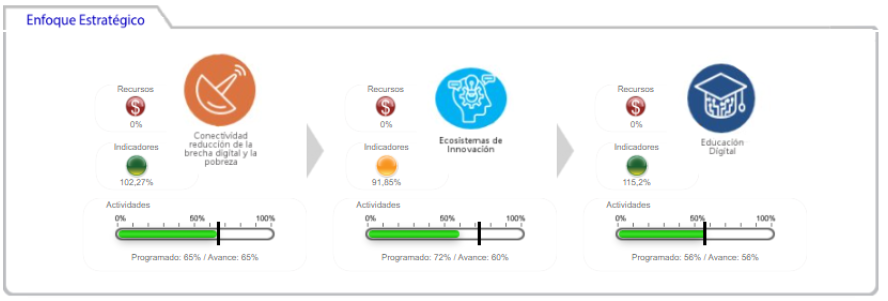 Enfoque Estratégico
Recursos
$
0%
Conectividad
reducción de la
brecha digital y la
pobreza
Indicadores
102,27%
Actividades
0% 50% 100%
Programado: 65% / Avance: 65%
Recursos
$
0%
Ecosistemas de
Innovación
Indicadores
91,85%
Actividades
0% 50% 100%
Programado: 72% / Avance: 60%
Recursos
$
0%
Educación
Digital
Indicadores
115,2%
Actividades
0% 50% 100%
Programado: 56% / Avance: 56%